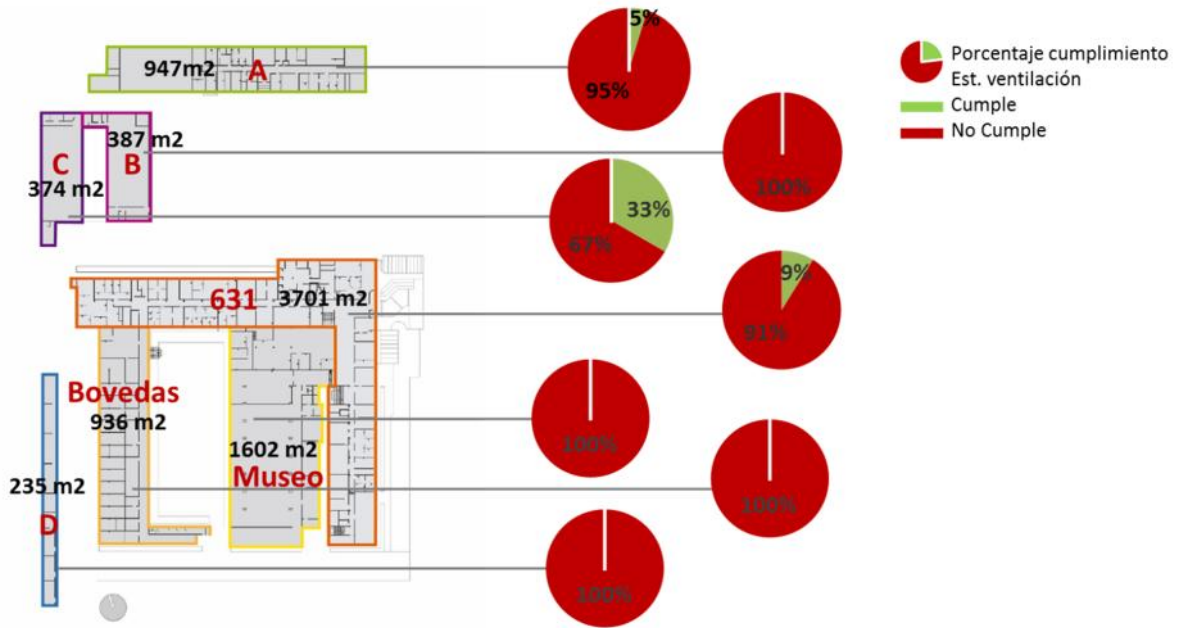 5%
947m2
A
95%
Porcentaje cumplimiento
Est. ventilación
Cumple
No Cumple
387 m2
C
B
374 m2
100%
33%
67%
631
3701 m2
9%
91%
Bovedas
936 m2
1602 m2
Museo
100%
235 m2
D
100%
100%